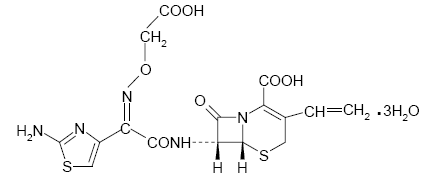 COOH
CH₂
O
COOH
N
O
N
CH=CH₂ .3H₂O
H₂N
N
CONH
S
S
H H